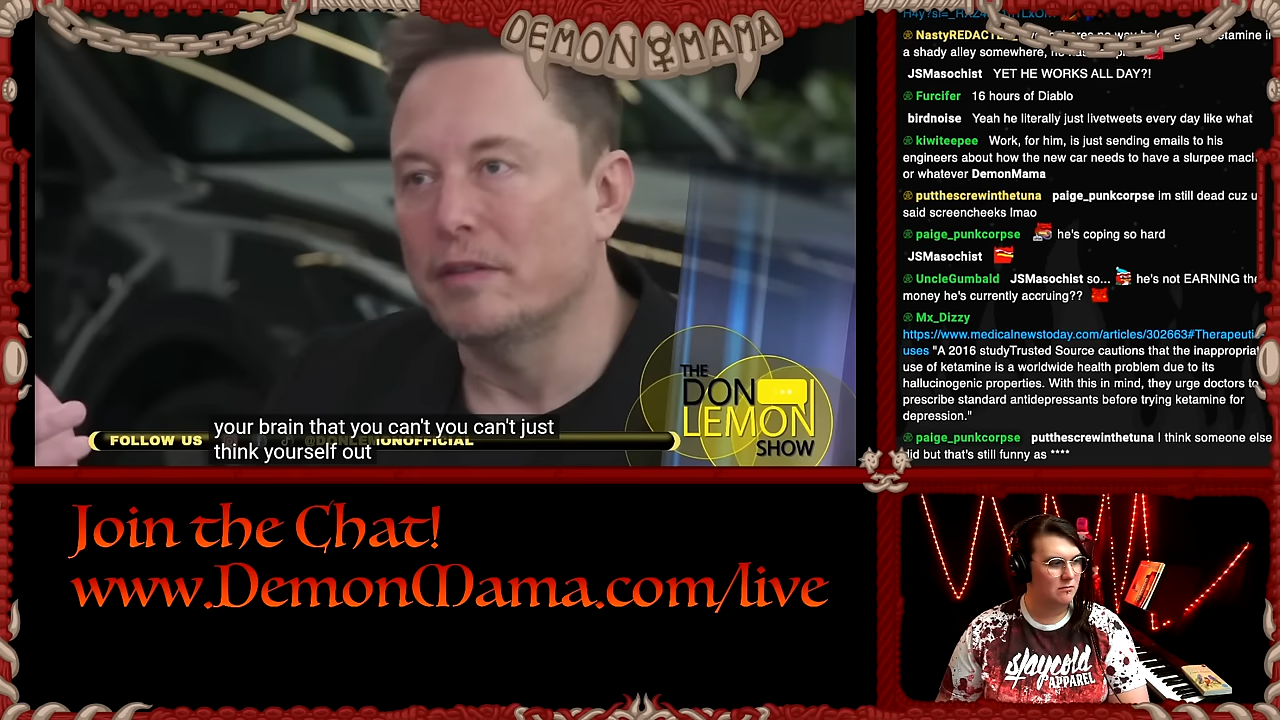 DEMON MAMA
THE
DON
LEMON
SHOW
FOLLOW US
@DONLEMONOFFICIAL
your brain that you can't you can't just
think yourself out
a shady alley somewhere,
JSMasochist YET HE WORKS ALL DAY?!
Furcifer 16 hours of Diablo
birdnoise Yeah he literally just livetweets every day like what
kiwiteepee Work, for him, is just sending emails to his
engineers about how the new car needs to have a slurpee
or whatever DemonMama
putthescrewinthetuna paige_punkcorpse im still dead cuz u
said screencheeks lmao
paige_punkcorpse he's coping so hard
JSMasochist
UncleGumbald JSMasochist so... he's not EARNING the
money he's currently accruing??
Mx_Dizzy
https://www.medicalnewstoday.com/articles/302663#Therapeuti
uses "A 2016 studyTrusted Source cautions that the inappropriat
use of ketamine is a worldwide health problem due to its
hallucinogenic properties. With this in mind, they urge doctors to
prescribe standard antidepressants before trying ketamine for
depression."
paige_punkcorpse putthescrewinthetuna I think someone else
did but that's still funny as ****
Join the Chat!
www.DemonMama.com/live
slaycold
APPAREL